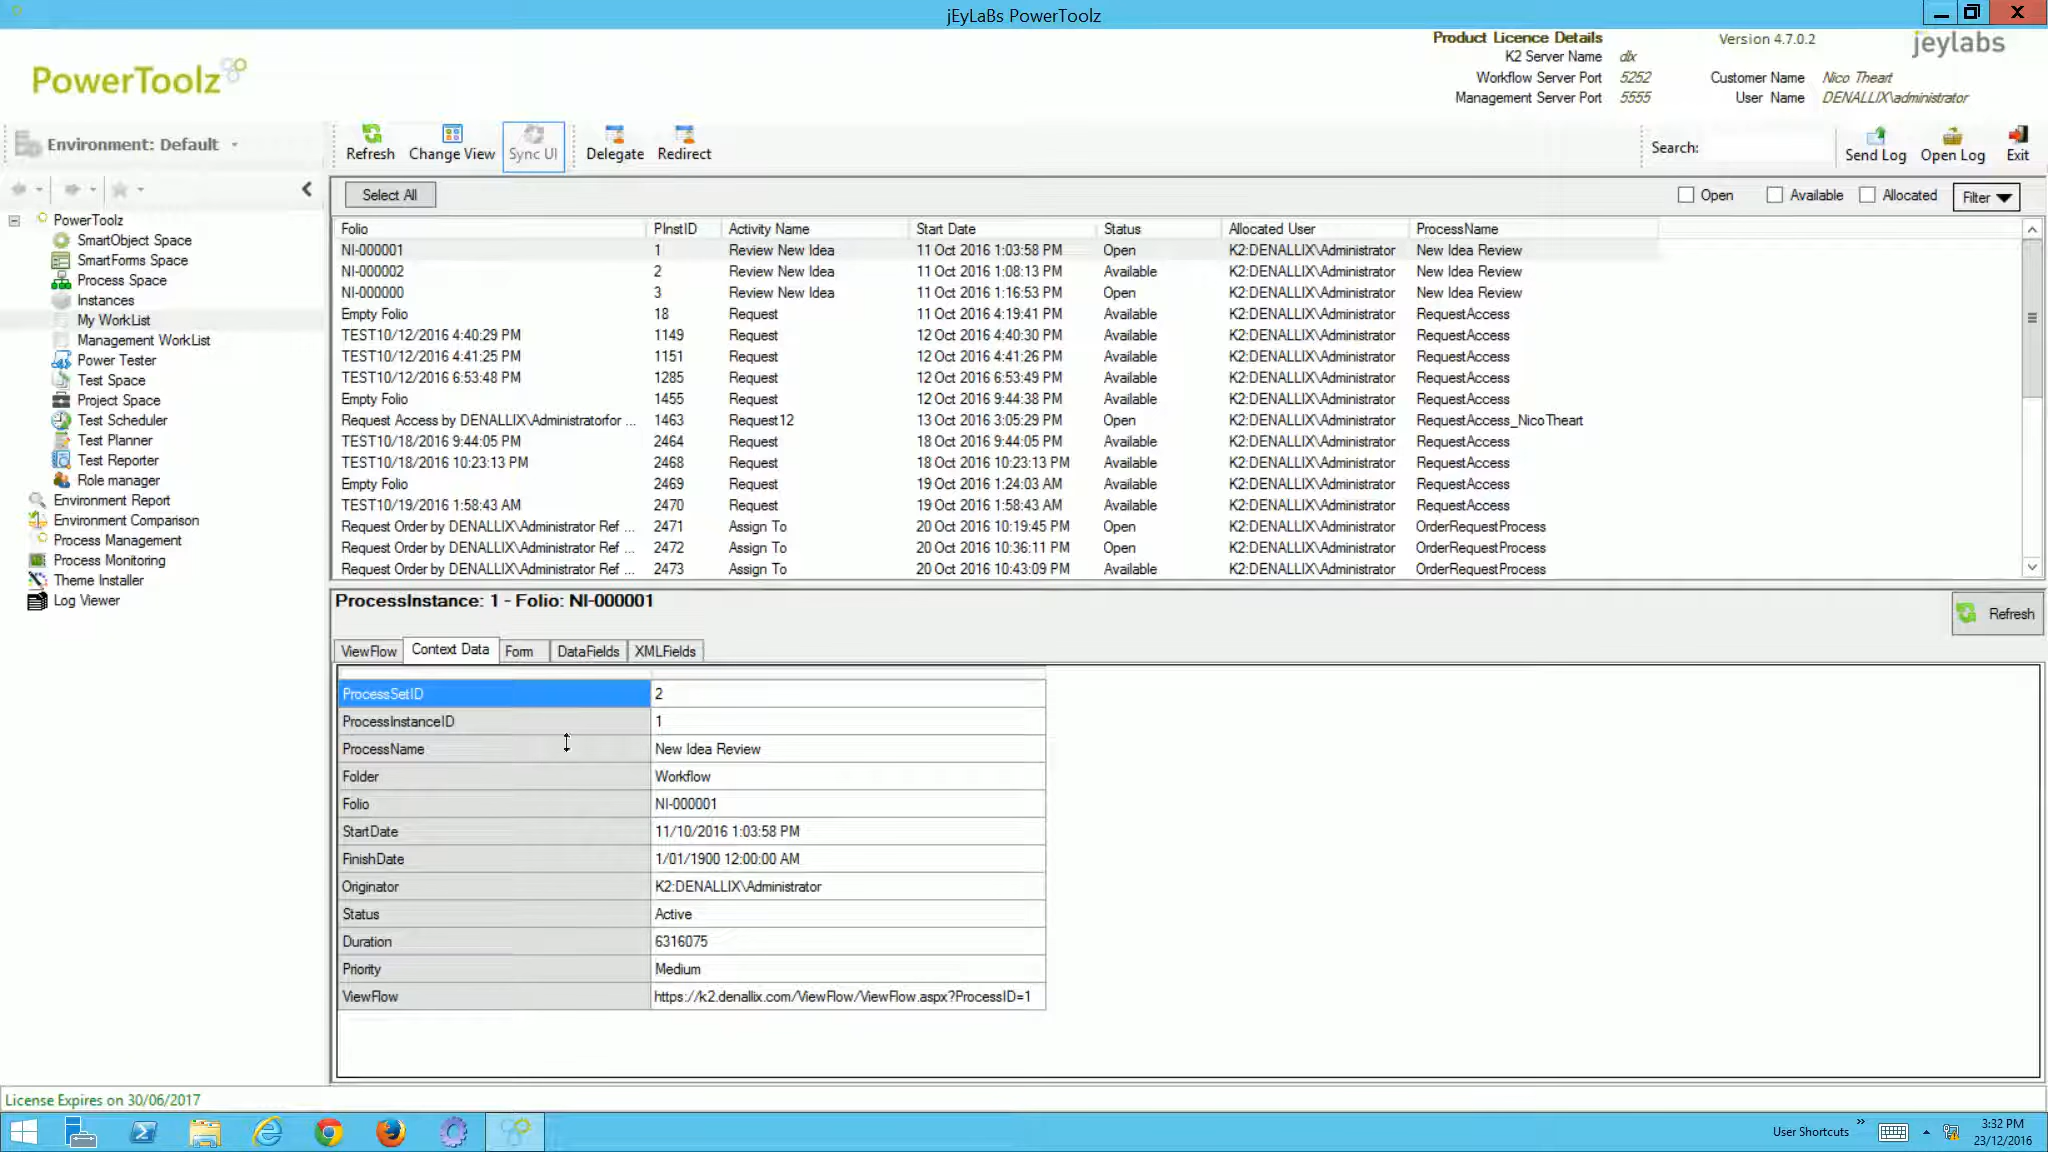 jEyLaBs PowerToolz
PowerToolz
Product Licence Details
K2 Server Name dlx
Workflow Server Port 5252
Management Server Port 5555
Version 4.7.0.2
Customer Name Nico Theart
User Name DENALLIX\administrator
jeylabs
Environment: Default
Refresh Change View Sync UI Delegate Redirect
Search:
Send Log Open Log Exit
Select All
Open Available Allocated Filter
PowerToolz
SmartObject Space
SmartForms Space
Process Space
Instances
My WorkList
Management WorkList
Power Tester
Test Space
Project Space
Test Scheduler
Test Planner
Test Reporter
Role manager
Environment Report
Environment Comparison
Process Management
Process Monitoring
Theme Installer
Log Viewer
Folio PInstID Activity Name Start Date Status Allocated User ProcessName
NI-000001 1 Review New Idea 11 Oct 2016 1:03:58 PM Open K2:DENALLIX\Administrator New Idea Review
NI-000002 2 Review New Idea 11 Oct 2016 1:08:13 PM Available K2:DENALLIX\Administrator New Idea Review
NI-000000 3 Review New Idea 11 Oct 2016 1:16:53 PM Open K2:DENALLIX\Administrator New Idea Review
Empty Folio 18 Request 11 Oct 2016 4:19:41 PM Available K2:DENALLIX\Administrator RequestAccess
TEST10/12/2016 4:40:29 PM 1149 Request 12 Oct 2016 4:40:30 PM Available K2:DENALLIX\Administrator RequestAccess
TEST10/12/2016 4:41:25 PM 1151 Request 12 Oct 2016 4:41:26 PM Available K2:DENALLIX\Administrator RequestAccess
TEST10/12/2016 6:53:48 PM 1285 Request 12 Oct 2016 6:53:49 PM Available K2:DENALLIX\Administrator RequestAccess
Empty Folio 1455 Request 12 Oct 2016 9:44:38 PM Available K2:DENALLIX\Administrator RequestAccess
Request Access by DENALLIX\Administratorfor ... 1463 Request12 13 Oct 2016 3:05:29 PM Open K2:DENALLIX\Administrator RequestAccess_NicoTheart
TEST10/18/2016 9:44:05 PM 2464 Request 18 Oct 2016 9:44:05 PM Available K2:DENALLIX\Administrator RequestAccess
TEST10/18/2016 10:23:13 PM 2468 Request 18 Oct 2016 10:23:13 PM Available K2:DENALLIX\Administrator RequestAccess
Empty Folio 2469 Request 19 Oct 2016 1:24:03 AM Available K2:DENALLIX\Administrator RequestAccess
TEST10/19/2016 1:58:43 AM 2470 Request 19 Oct 2016 1:58:43 AM Available K2:DENALLIX\Administrator RequestAccess
Request Order by DENALLIX\Administrator Ref ... 2471 Assign To 20 Oct 2016 10:19:45 PM Open K2:DENALLIX\Administrator OrderRequestProcess
Request Order by DENALLIX\Administrator Ref ... 2472 Assign To 20 Oct 2016 10:36:11 PM Open K2:DENALLIX\Administrator OrderRequestProcess
Request Order by DENALLIX\Administrator Ref ... 2473 Assign To 20 Oct 2016 10:43:09 PM Available K2:DENALLIX\Administrator OrderRequestProcess
ProcessInstance: 1 - Folio: NI-000001
Refresh
ViewFlow Context Data Form DataFields XMLFields
ProcessSetID 2
ProcessInstanceID 1
ProcessName New Idea Review
Folder Workflow
Folio NI-000001
StartDate 11/10/2016 1:03:58 PM
FinishDate 1/01/1900 12:00:00 AM
Originator K2:DENALLIX\Administrator
Status Active
Duration 6316075
Priority Medium
ViewFlow https://k2.denallix.com/ViewFlow/ViewFlow.aspx?ProcessID=1
License Expires on 30/06/2017
User Shortcuts
3:32 PM
23/12/2016